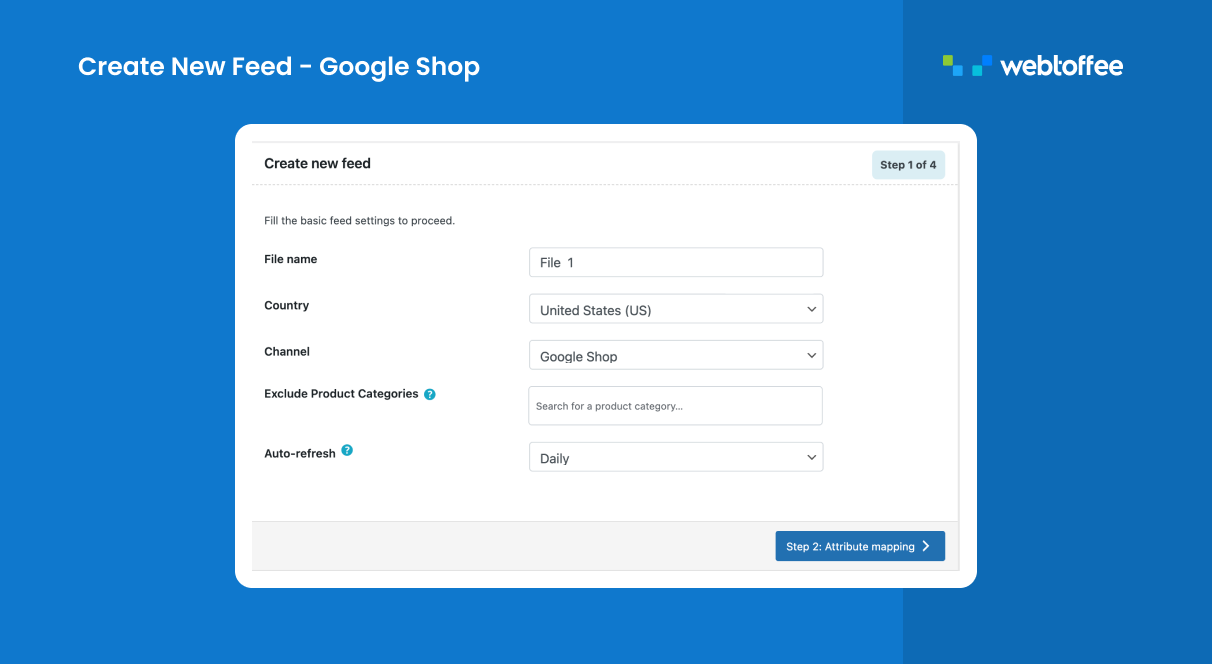 Create New Feed - Google Shop
webtoffee
Create new feed
Step 1 of 4
Fill the basic feed settings to proceed.
File name
File 1
Country
United States (US)
Channel
Google Shop
Exclude Product Categories ?
Search for a product category...
Auto-refresh ?
Daily
Step 2: Attribute mapping